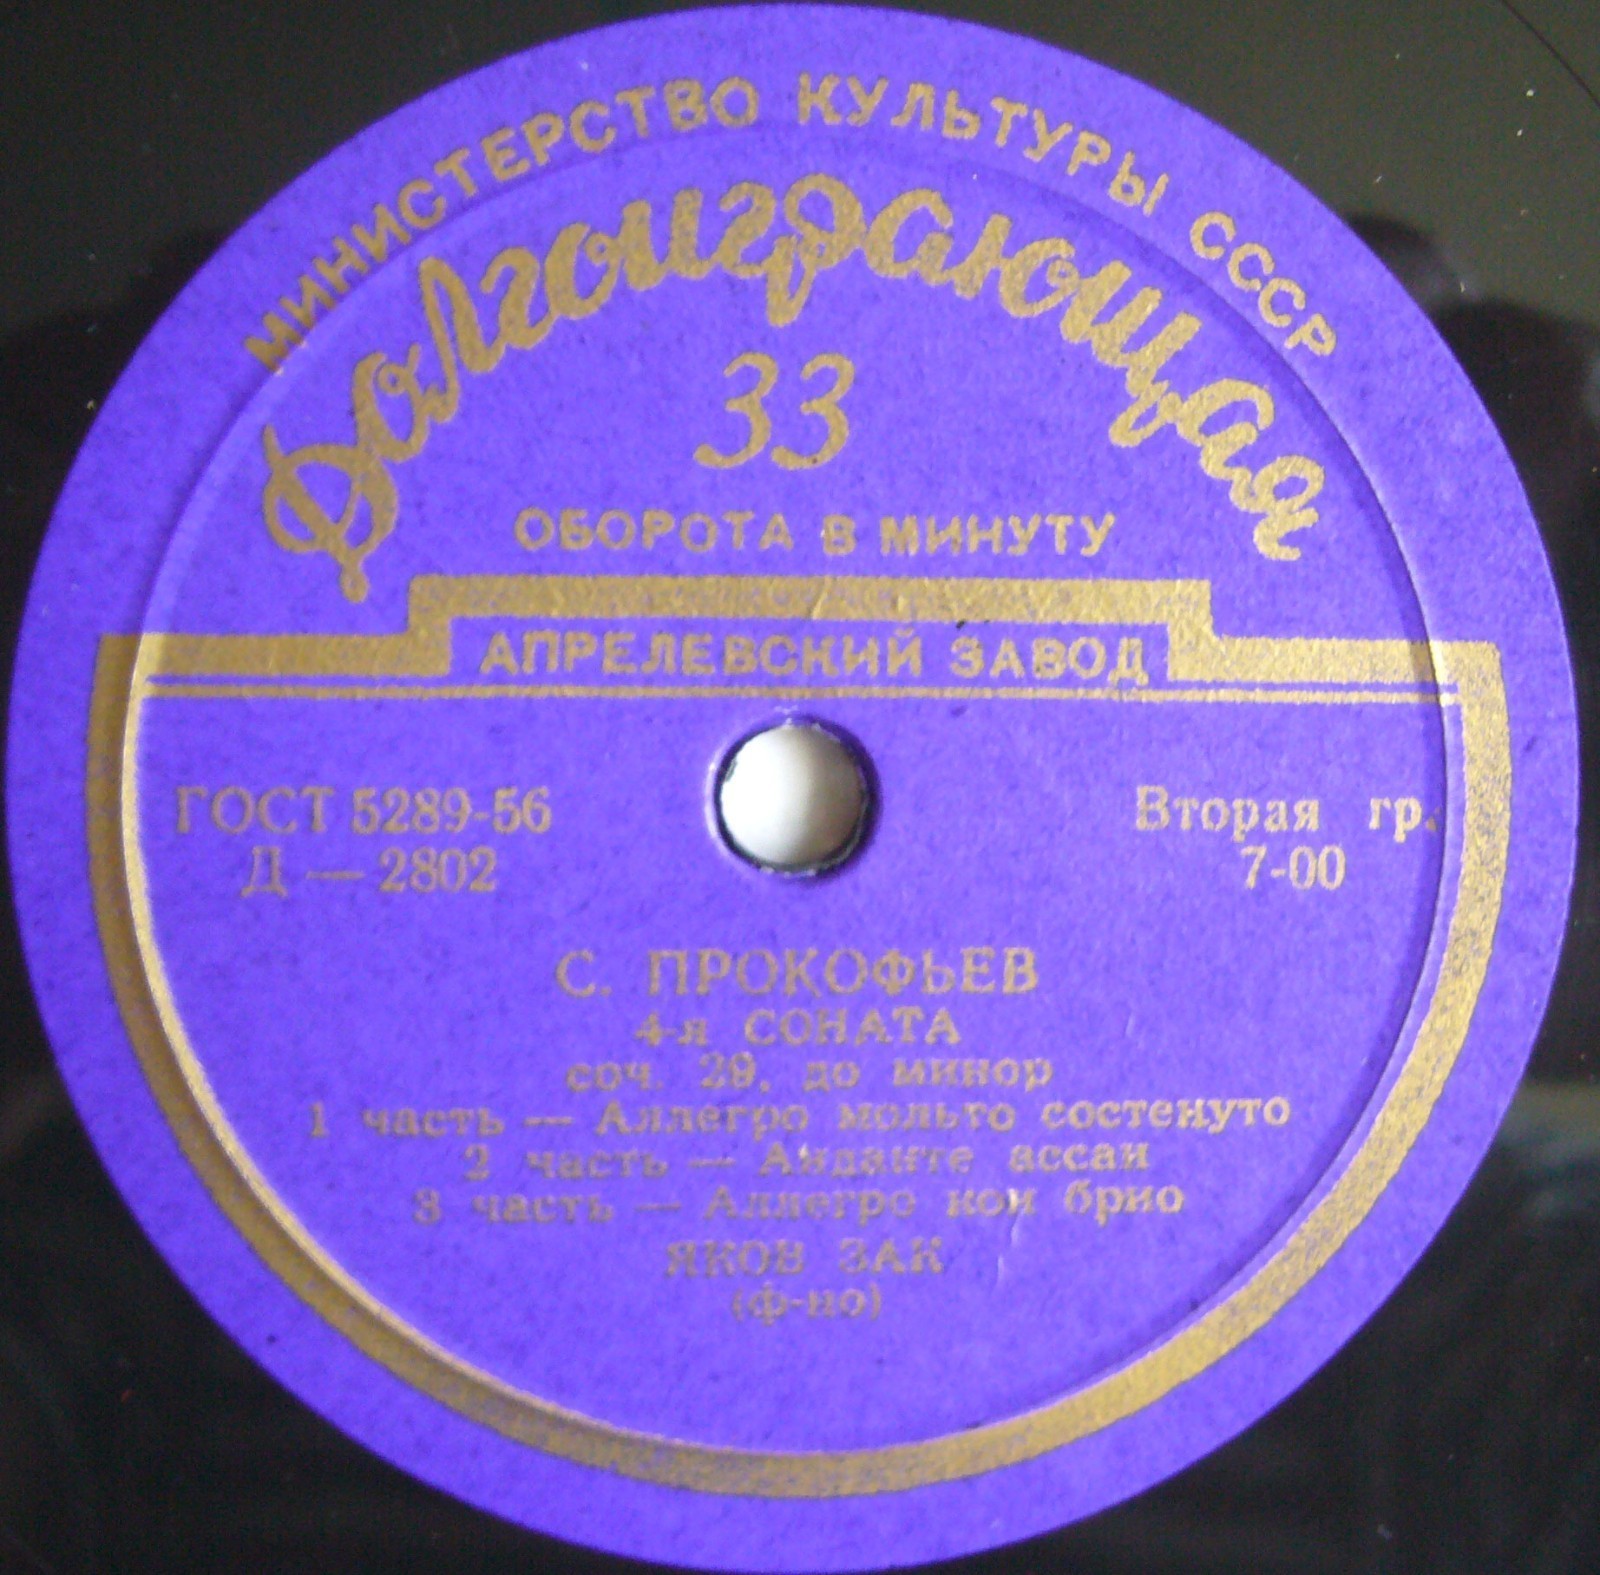 МИНИСТЕРСТВО КУЛЬТУРЫ СССР
Долгоиграющая
33
ОБОРОТА В МИНУТУ
АПРЕЛЕВСКИЙ ЗАВОД
ГОСТ 5289-56
Вторая гр.
Д — 2802
7-00
С. ПРОКОФЬЕВ
4-я СОНАТА
соч. 29, до минор
1 часть — Аллегро мольто состенуто
2 часть — Анданте ассаи
3 часть — Аллегро кон брио
ЯКОВ ЗАК
(ф-но)